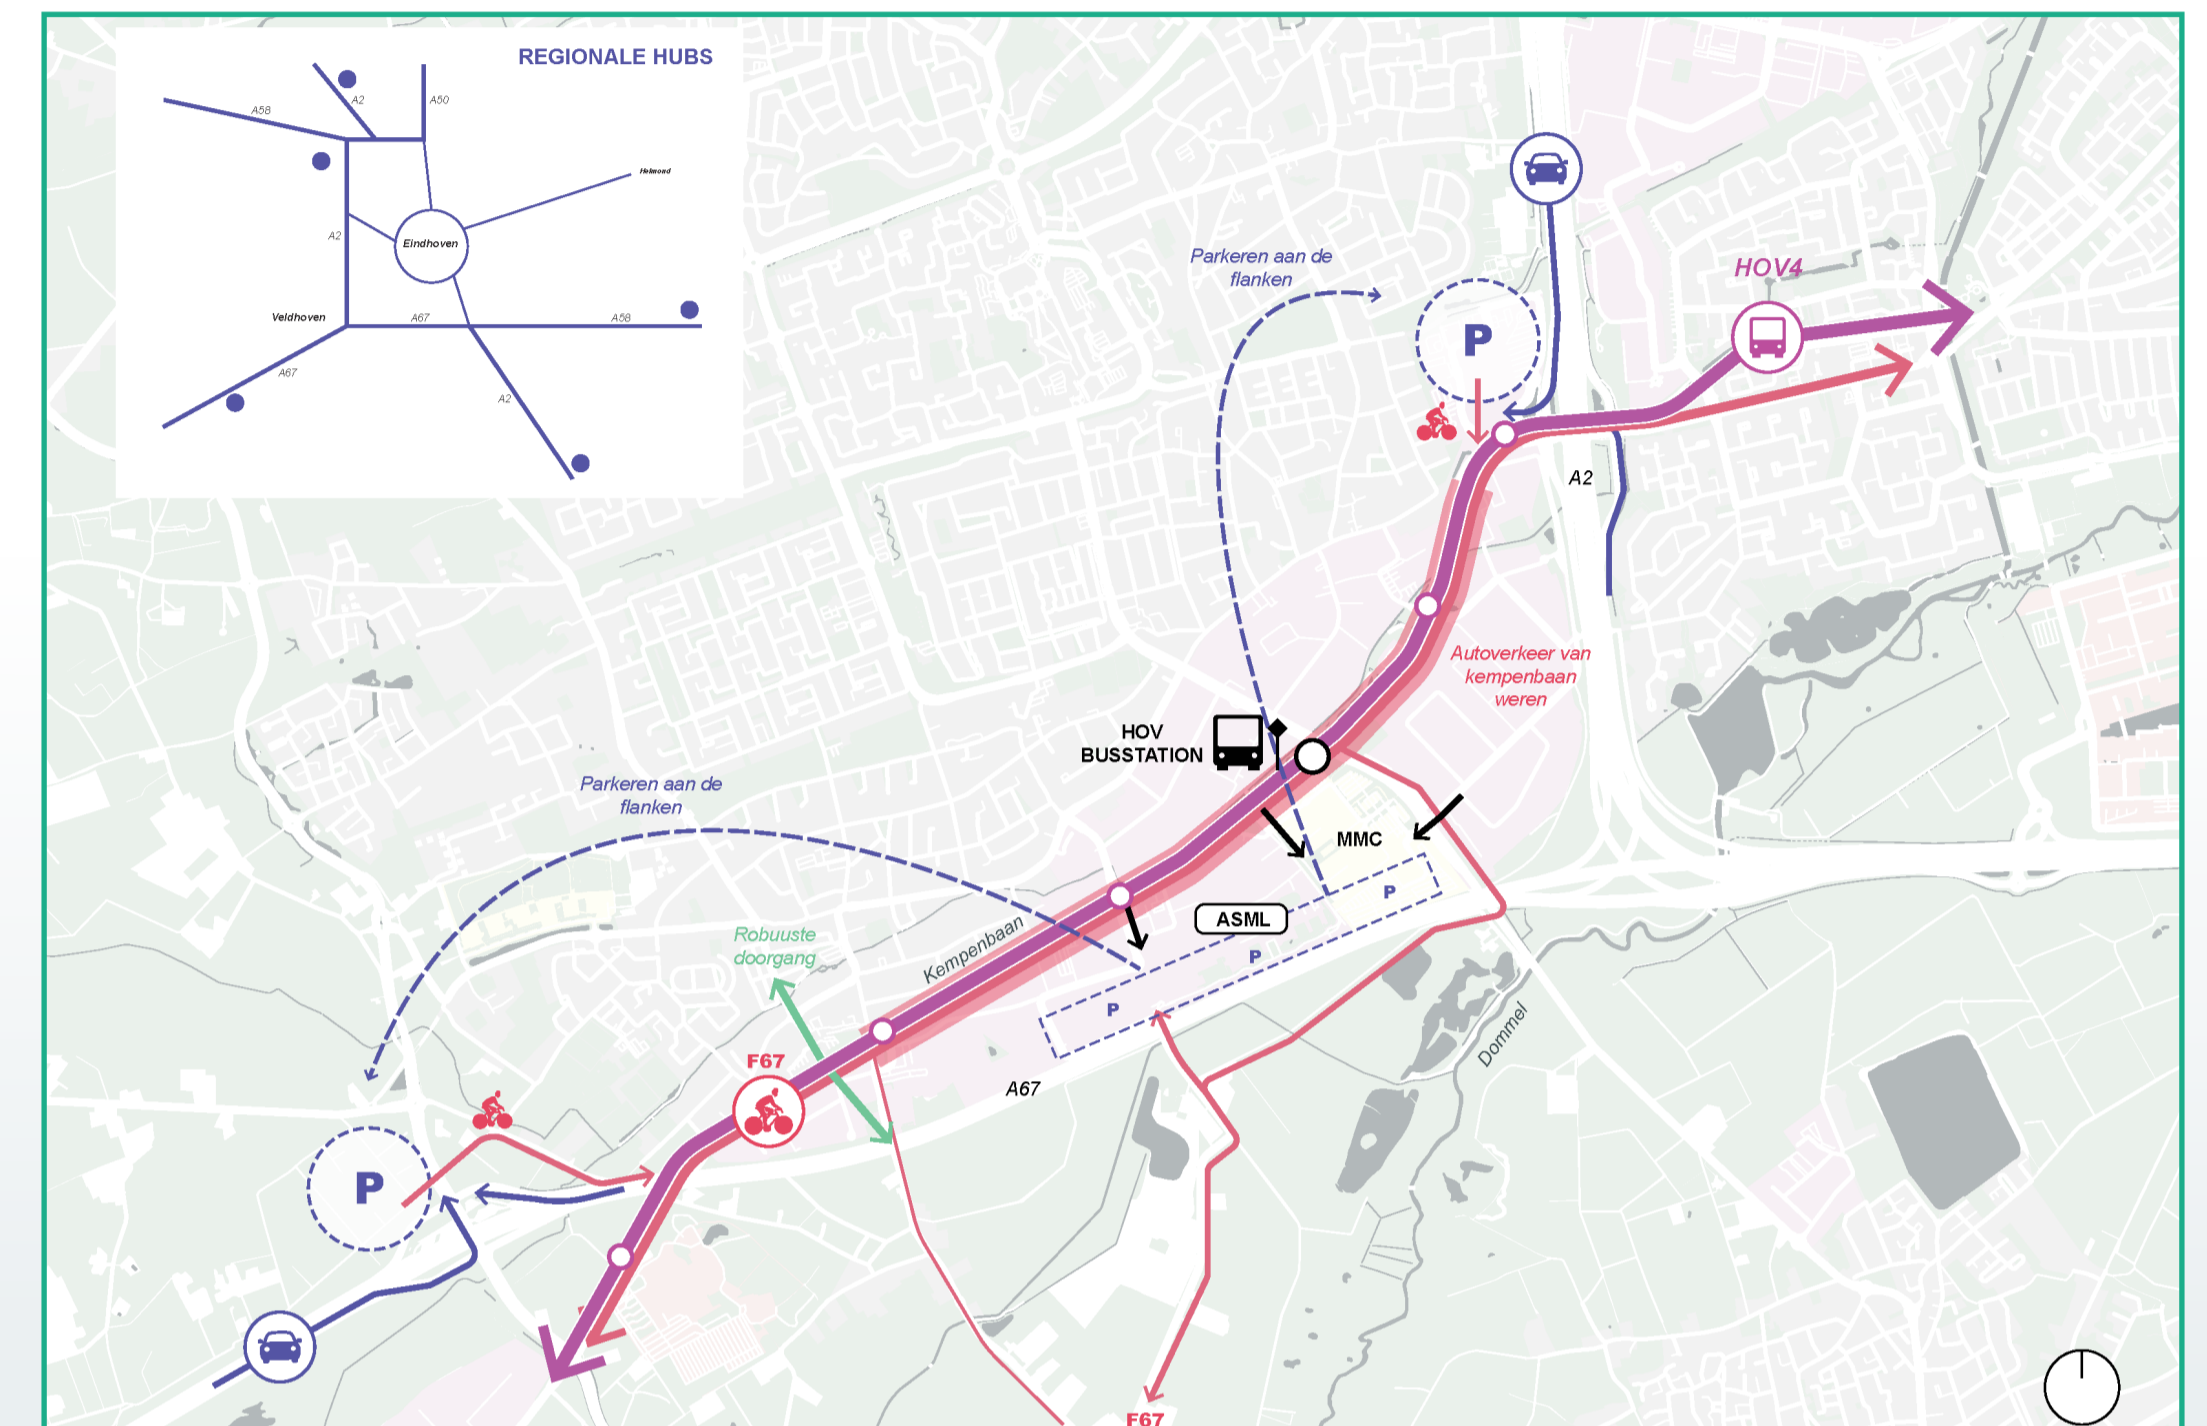 REGIONALE HUBS
A58
A2
A50
Helmond
A2
Eindhoven
Veldhoven
A67
A58
A67
A2
Parkeren aan de
flanken
P
HOV4
A2
Autoverkeer van
kempenbaan
weren
HOV
BUSSTATION
MMC
Parkeren aan de
flanken
ASML
P
P
P
Robuuste
doorgang
Kempenbaan
F67
A67
Dommel
P
F67